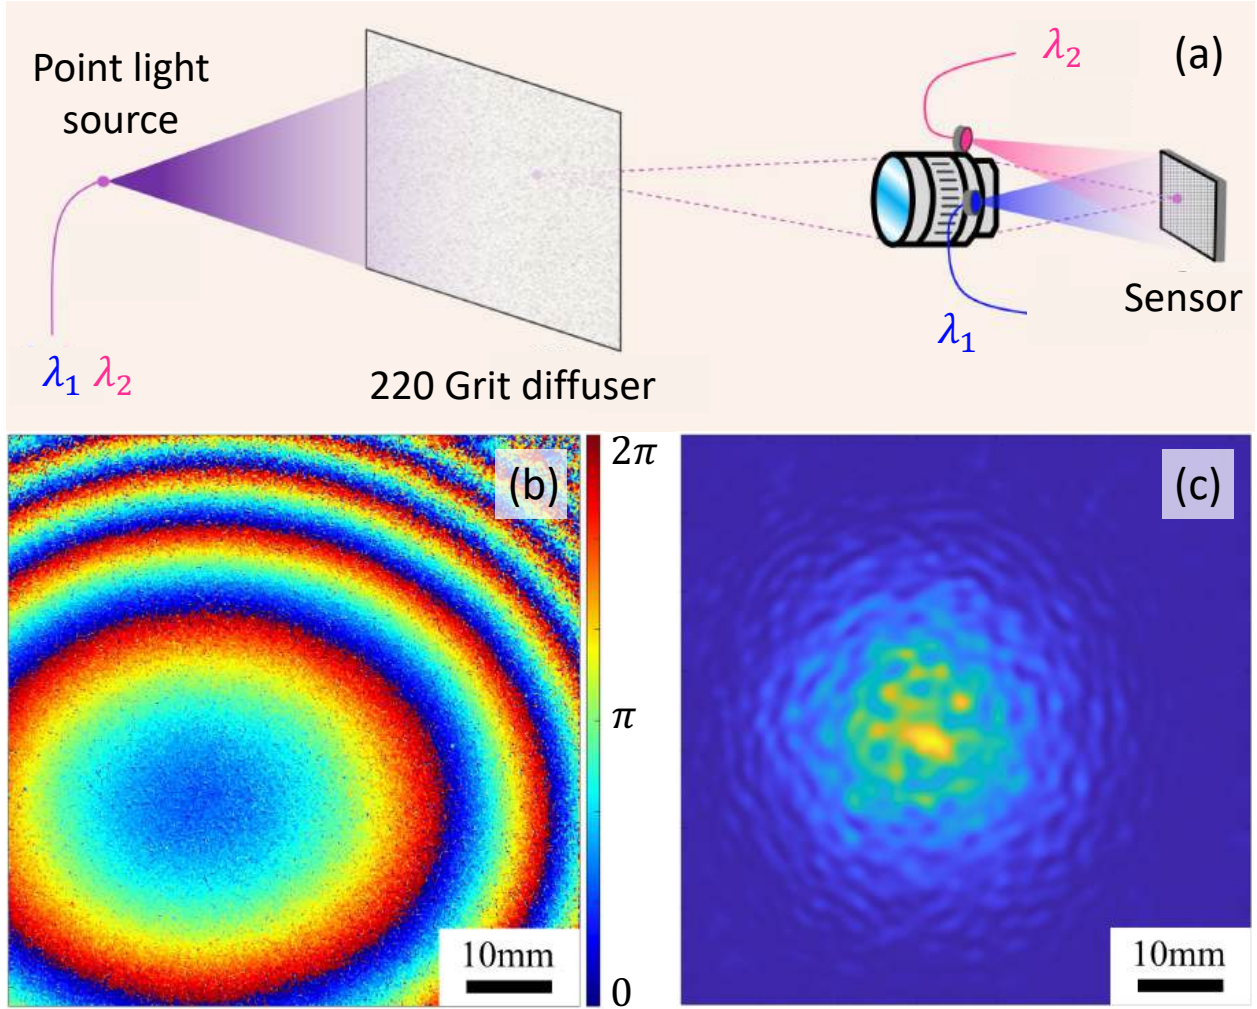 Point light
source
λ₂
(a)
λ₁
Sensor
λ₁ λ₂
220 Grit diffuser
(b)
2π
π
0
10mm
(c)
10mm